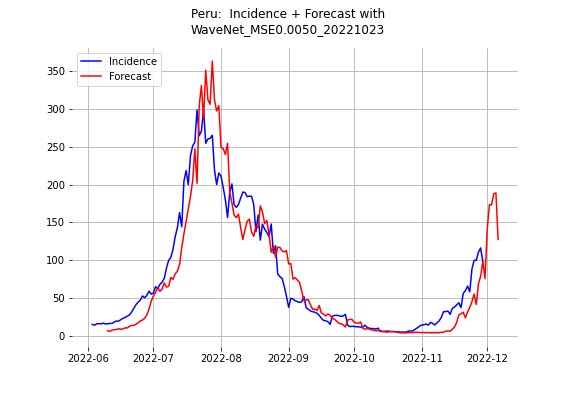 Peru:  Incidence + Forecast with
WaveNet_MSE0.0050_20221023
Incidence
Forecast
350
300
250
200
150
100
50
0
2022-06 2022-07 2022-08 2022-09 2022-10 2022-11 2022-12